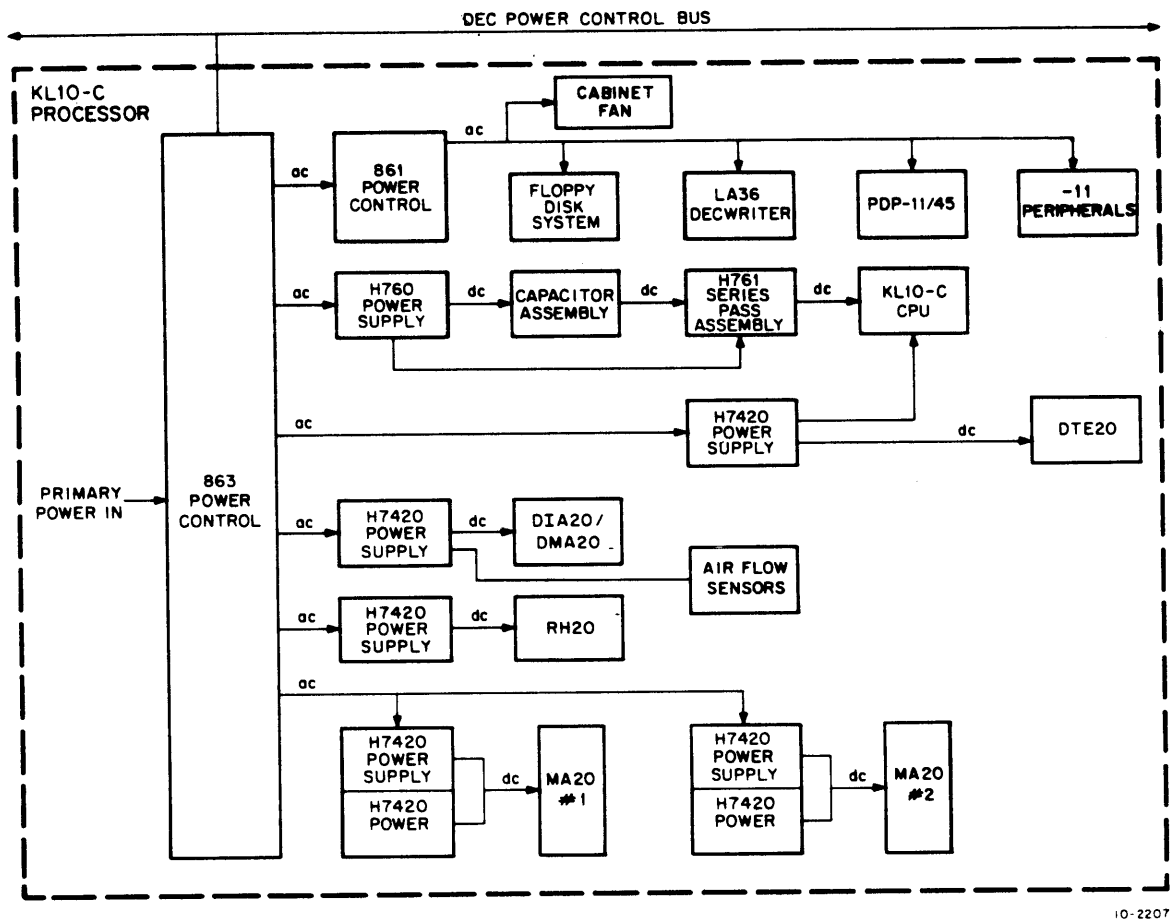 DEC POWER CONTROL BUS
KL10-C
PROCESSOR
CABINET
FAN
ac
ac
861
POWER
CONTROL
FLOPPY
DISK
SYSTEM
LA36
DECWRITER
PDP-11/45
-11
PERIPHERALS
ac
H760
POWER
SUPPLY
dc
CAPACITOR
ASSEMBLY
dc
H761
SERIES
PASS
ASSEMBLY
dc
KL10-C
CPU
ac
H7420
POWER
SUPPLY
dc
DTE20
PRIMARY
POWER IN
863
POWER
CONTROL
ac
H7420
POWER
SUPPLY
dc
DIA20/
DMA20
AIR FLOW
SENSORS
ac
H7420
POWER
SUPPLY
dc
RH20
ac
H7420
POWER
SUPPLY
H7420
POWER
dc
MA20
#1
H7420
POWER
SUPPLY
H7420
POWER
dc
MA20
#2
10-2207